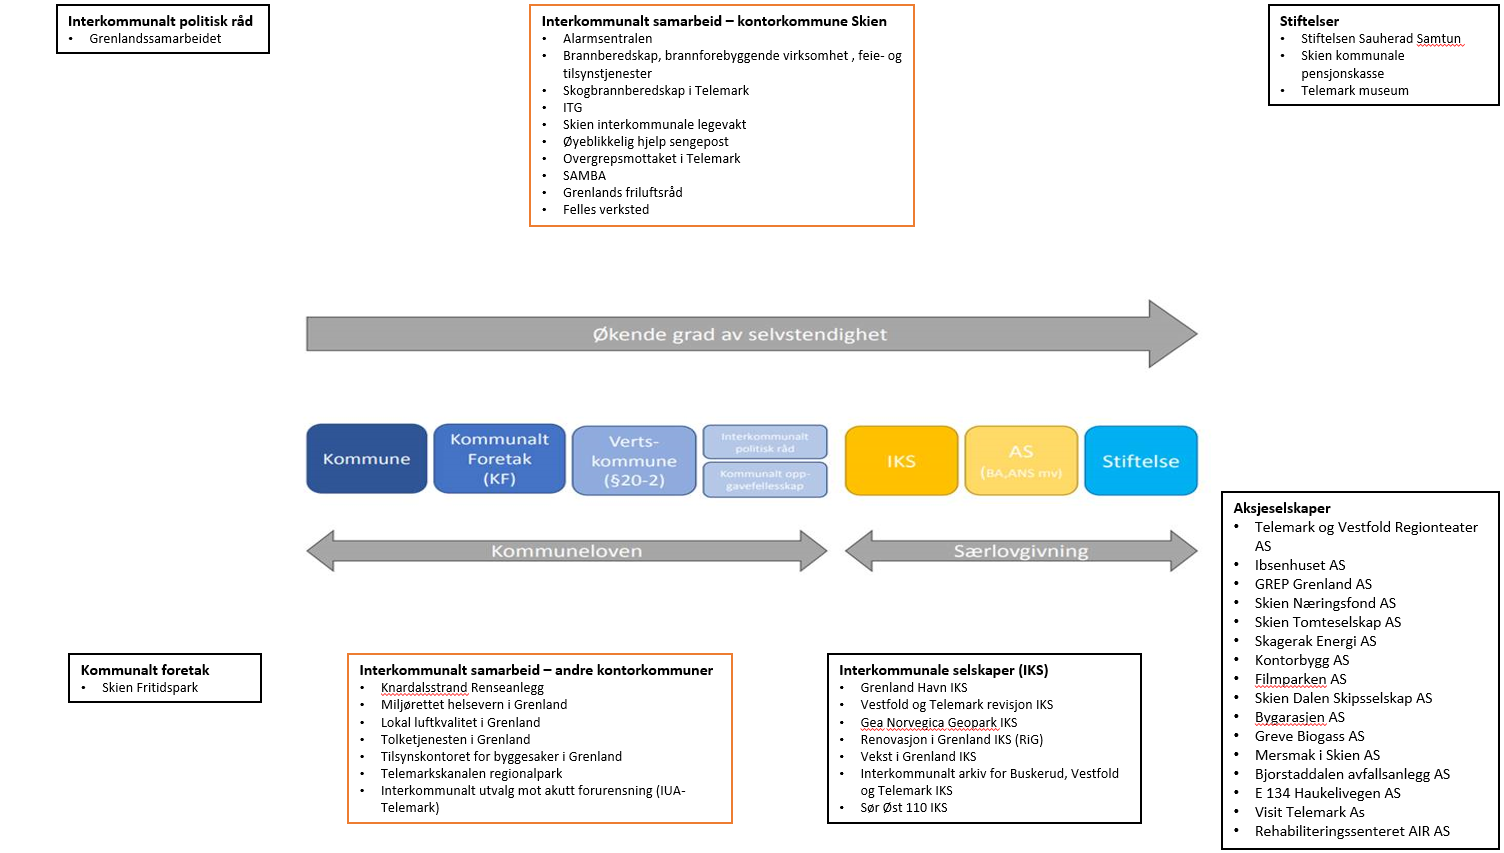 Interkommunalt politisk råd
• Grenlandssamarbeidet
Interkommunalt samarbeid – kontorkommune Skien
• Alarmsentralen
• Brannberedskap, brannforebyggende virksomhet , feie- og
tilsynstjenester
• Skogbrannberedskap i Telemark
• ITG
• Skien interkommunale legevakt
• Øyeblikkelig hjelp sengepost
• Overgrepsmottaket i Telemark
• SAMBA
• Grenlands friluftsråd
• Felles verksted
Stiftelser
• Stiftelsen Sauherad Samtun
• Skien kommunale
pensjonskasse
• Telemark museum
Økende grad av selvstendighet
Kommune
Kommunalt
Foretak
(KF)
Verts-
kommune
(§20-2)
Interkommunalt
politisk råd
Kommunalt opp-
gavefellesskap
IKS
AS
(BA;ANS mv)
Stiftelse
Kommuneloven
Særlovgivning
Kommunalt foretak
• Skien Fritidspark
Interkommunalt samarbeid – andre kontorkommuner
• Knardalsstrand Renseanlegg
• Miljørettet helsevern i Grenland
• Lokal luftkvalitet i Grenland
• Tolketjenesten i Grenland
• Tilsynskontoret for byggesaker i Grenland
• Telemarkskanalen regionalpark
• Interkommunalt utvalg mot akutt forurensning (IUA-
Telemark)
Interkommunale selskaper (IKS)
• Grenland Havn IKS
• Vestfold og Telemark revisjon IKS
• Gea Norvegica Geopark IKS
• Renovasjon i Grenland IKS (RiG)
• Vekst i Grenland IKS
• Interkommunalt arkiv for Buskerud, Vestfold
og Telemark IKS
• Sør Øst 110 IKS
Aksjeselskaper
• Telemark og Vestfold Regionteater
AS
• Ibsenhuset AS
• GREP Grenland AS
• Skien Næringsfond AS
• Skien Tomteselskap AS
• Skagerak Energi AS
• Kontorbygg AS
• Filmparken AS
• Skien Dalen Skipsselskap AS
• Bygarasjen AS
• Greve Biogass AS
• Mersmak i Skien AS
• Bjorstaddalen avfallsanlegg AS
• E 134 Haukelivegen AS
• Visit Telemark As
• Rehabiliteringssenteret AIR AS